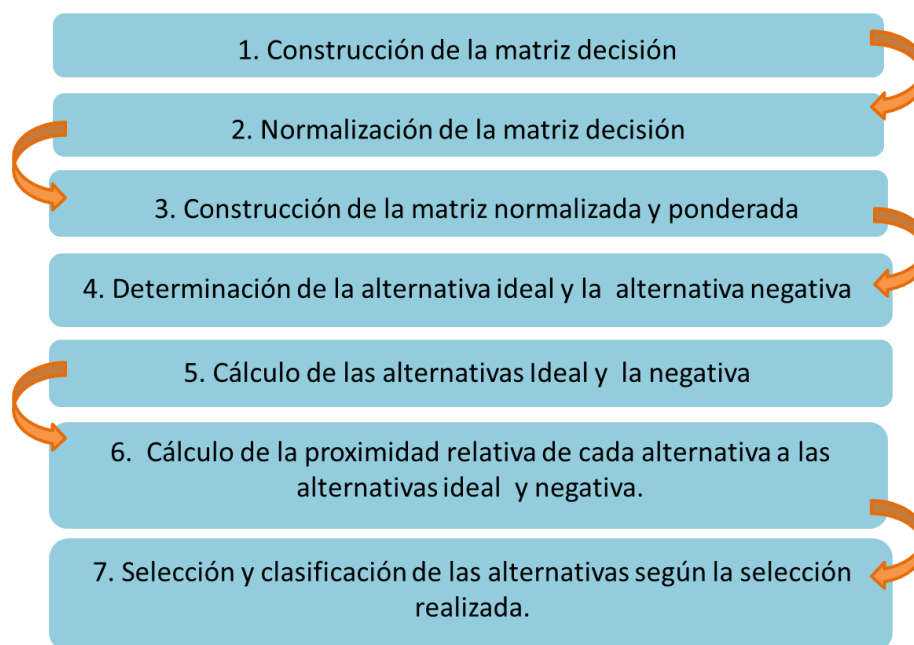 1. Construcción de la matriz decisión
2. Normalización de la matriz decisión
3. Construcción de la matriz normalizada y ponderada
4. Determinación de la alternativa ideal y la alternativa negativa
5. Cálculo de las alternativas Ideal y la negativa
6. Cálculo de la proximidad relativa de cada alternativa a las
alternativas ideal y negativa.
7. Selección y clasificación de las alternativas según la selección
realizada.